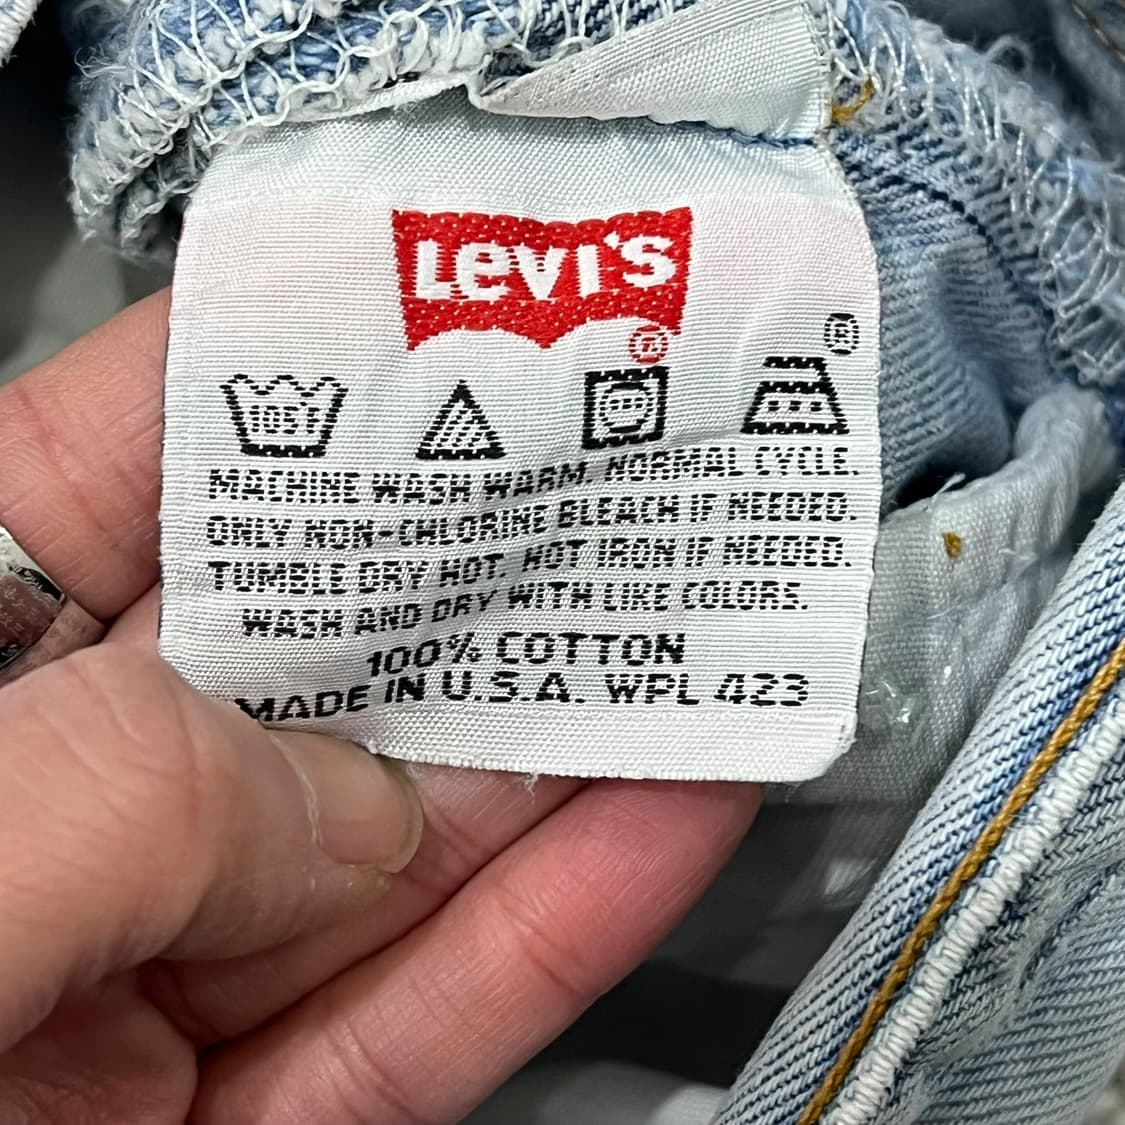 LEVI'S ®
®
105F
MACHINE WASH WARM. NORMAL CYCLE.
ONLY NON-CHLORINE BLEACH IF NEEDED.
TUMBLE DRY HOT. HOT IRON IF NEEDED.
WASH AND DRY WITH LIKE COLORS.
100% COTTON
MADE IN U.S.A. WPL 423